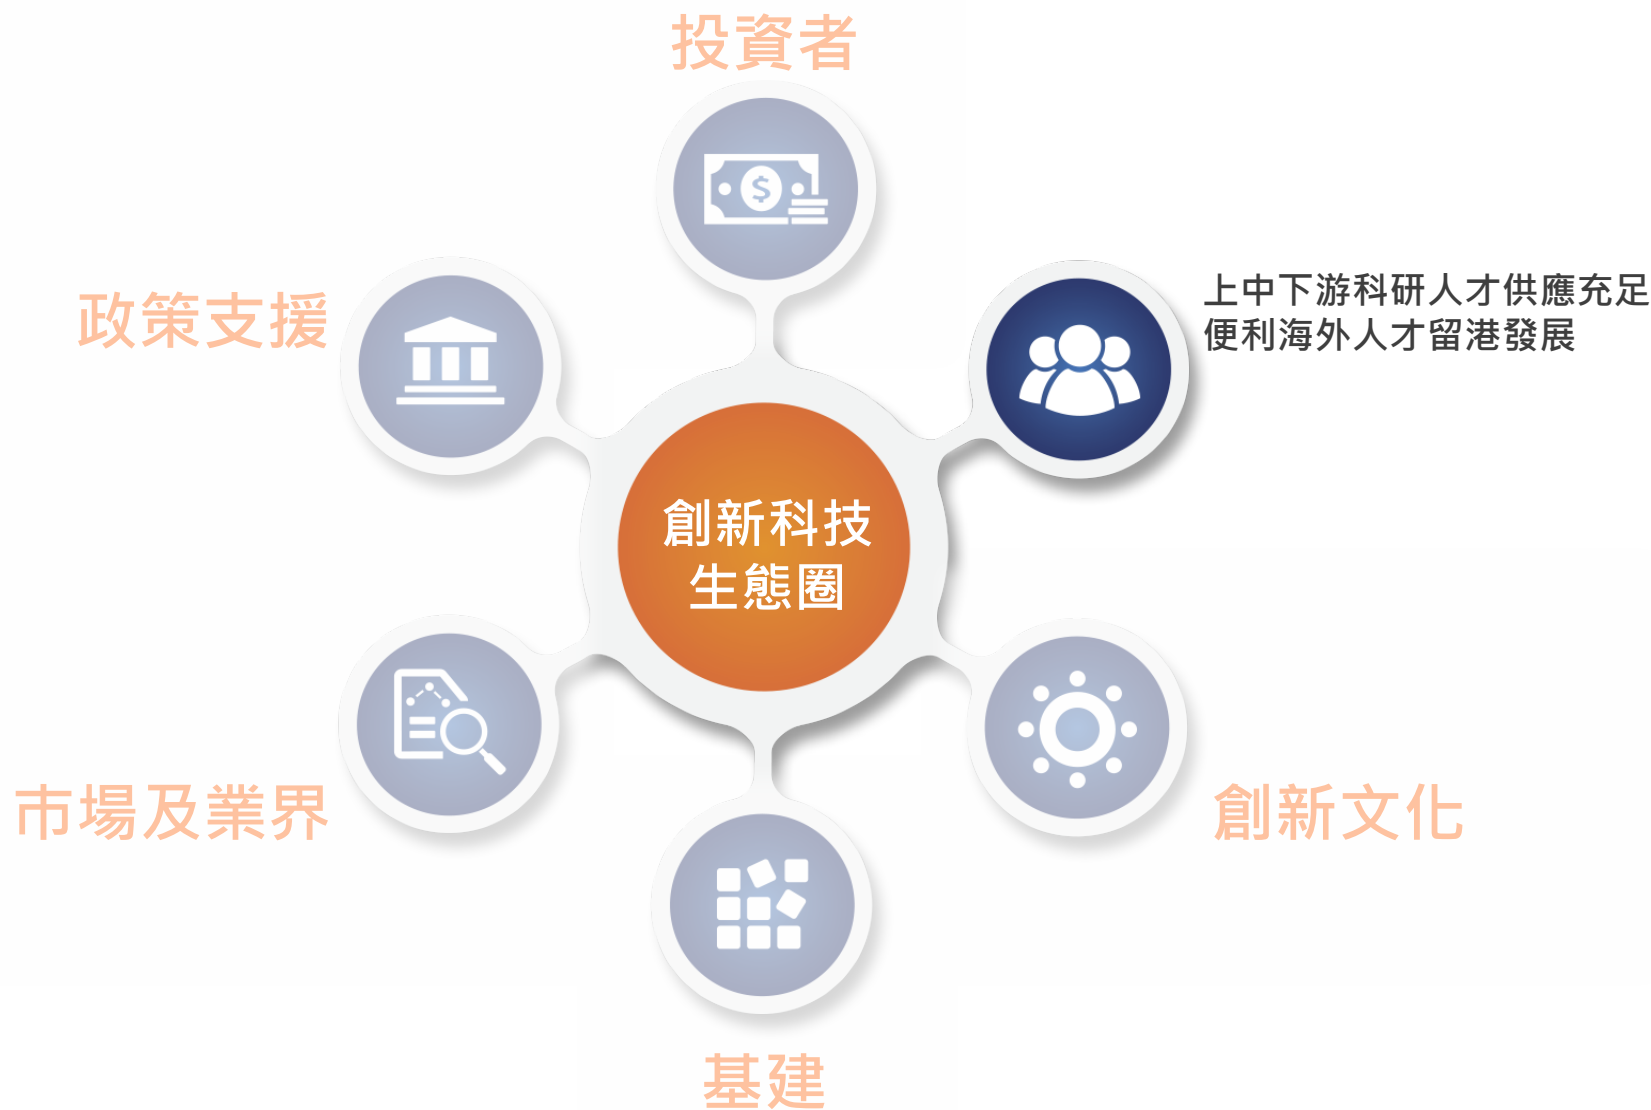 投資者
政策支援
上中下游科研人才供應充足
便利海外人才留港發展
創新科技
生態圈
市場及業界
創新文化
基建